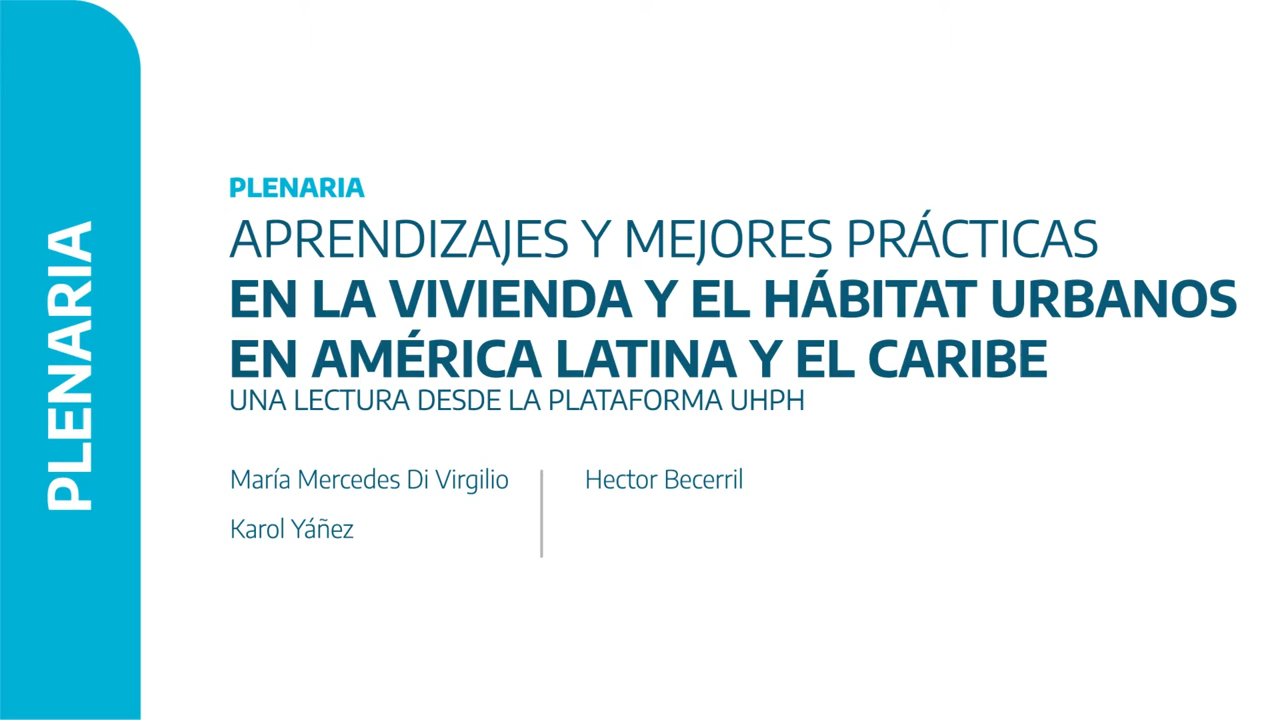 PLENARIA
PLENARIA
APRENDIZAJES Y MEJORES PRÁCTICAS
EN LA VIVIENDA Y EL HÁBITAT URBANOS
EN AMÉRICA LATINA Y EL CARIBE
UNA LECTURA DESDE LA PLATAFORMA UHPH
María Mercedes Di Virgilio
Karol Yáñez
Hector Becerril